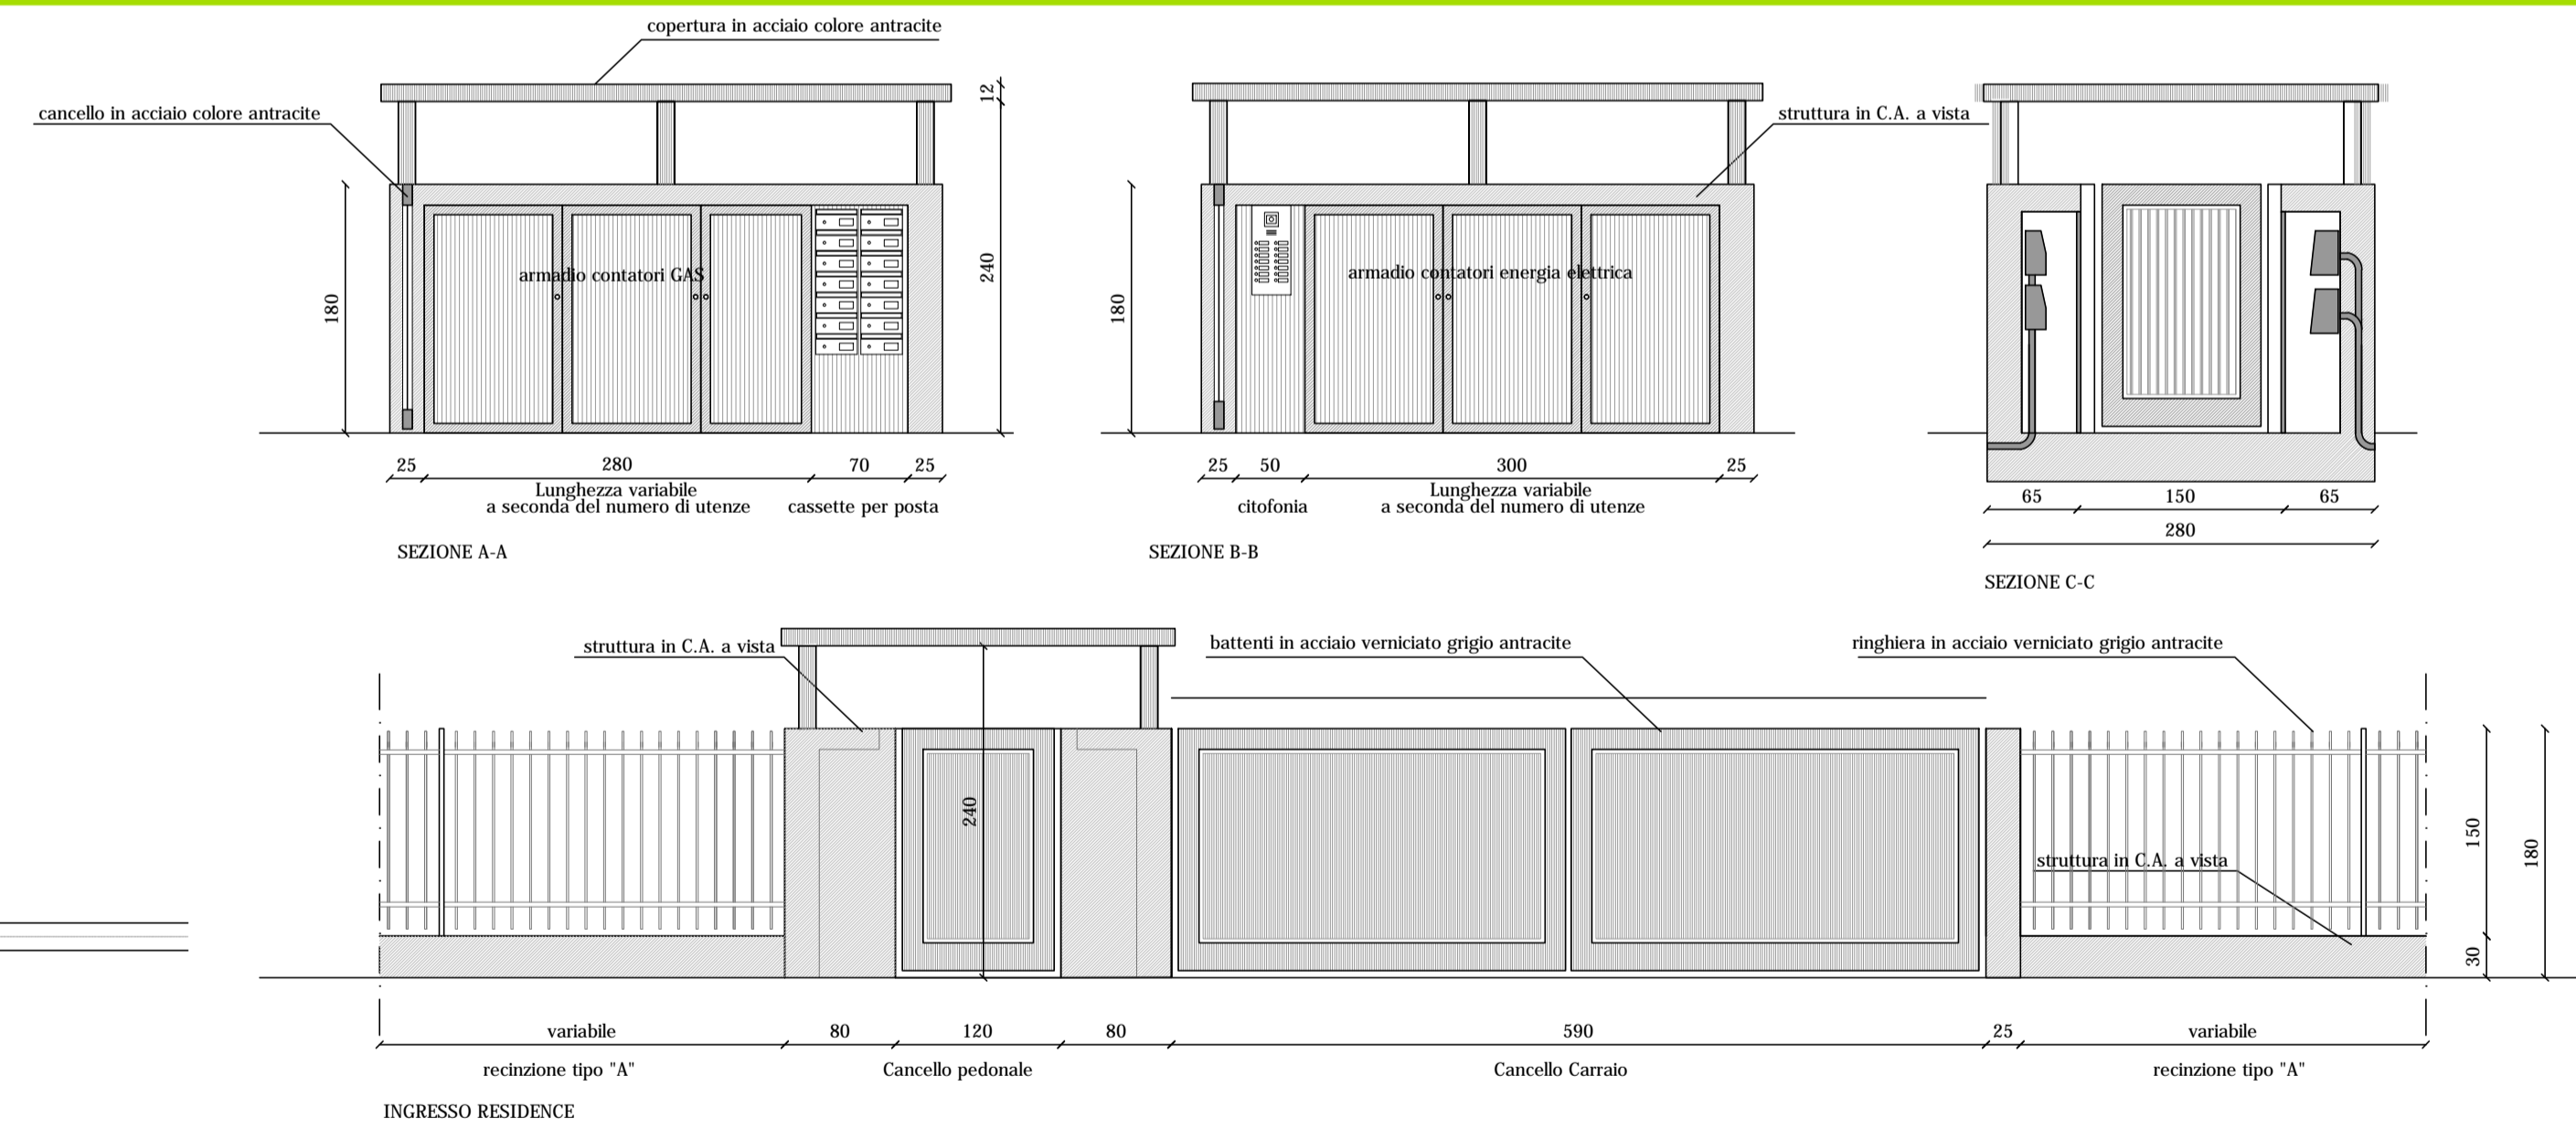 copertura in acciaio colore antracite
cancello in acciaio colore antracite
12
240
180
armadio contatori GAS
25
280
70
25
Lunghezza variabile
a seconda del numero di utenze
cassette per posta
SEZIONE A-A
struttura in C.A. a vista
180
armadio contatori energia elettrica
25
50
300
25
citofonia
Lunghezza variabile
a seconda del numero di utenze
SEZIONE B-B
65
150
65
280
SEZIONE C-C
struttura in C.A. a vista
battenti in acciaio verniciato grigio antracite
ringhiera in acciaio verniciato grigio antracite
240
struttura in C.A. a vista
150
180
30
variabile
80
120
80
590
25
variabile
recinzione tipo "A"
Cancello pedonale
Cancello Carraio
recinzione tipo "A"
INGRESSO RESIDENCE